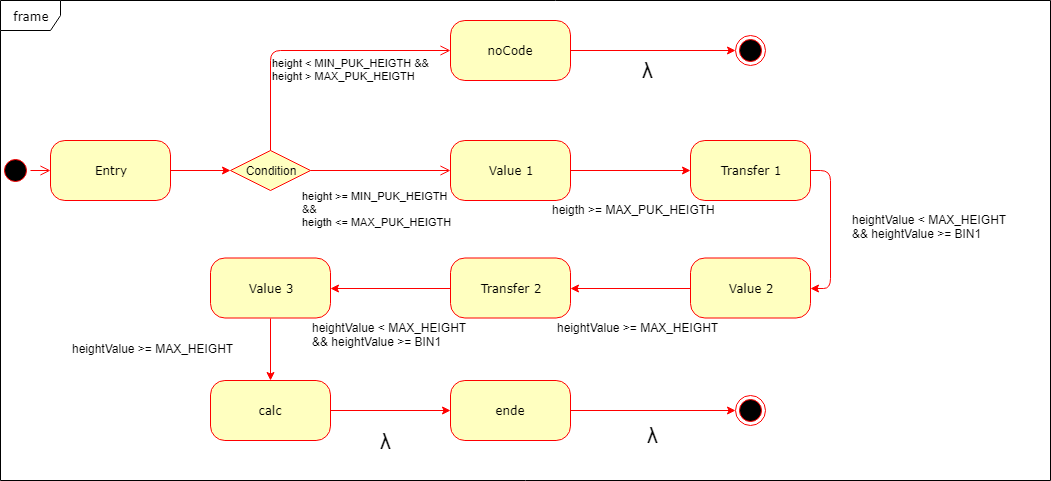 frame
noCode
height < MIN_PUK_HEIGTH &&
height > MAX_PUK_HEIGTH
λ
Entry
Condition
Value 1
Transfer 1
height >= MIN_PUK_HEIGTH
&&
heigth <= MAX_PUK_HEIGTH
heigth >= MAX_PUK_HEIGTH
heightValue < MAX_HEIGHT
&& heightValue >= BIN1
Value 3
Transfer 2
Value 2
heightValue < MAX_HEIGHT
&& heightValue >= BIN1
heightValue >= MAX_HEIGHT
heightValue >= MAX_HEIGHT
calc
ende
λ
λ